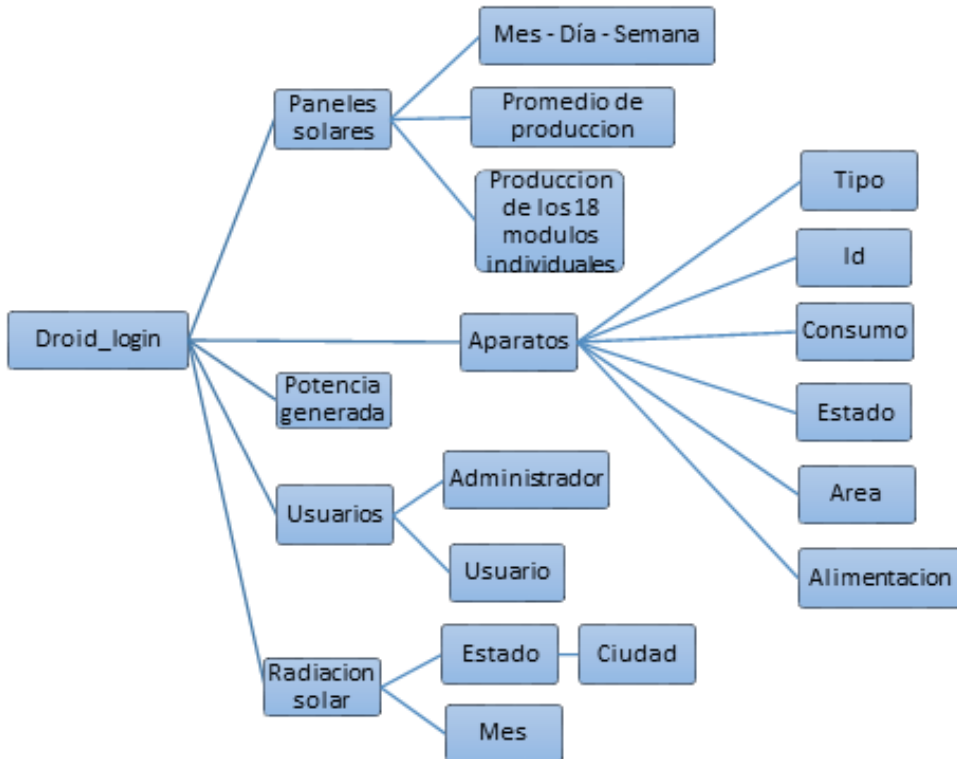 Mes - Día - Semana
Paneles
solares
Promedio de
produccion
Produccion
de los 18
modulos
individuales
Tipo
Id
Consumo
Droid_login
Aparatos
Potencia
generada
Estado
Administrador
Area
Usuarios
Usuario
Alimentacion
Estado
Ciudad
Radiacion
solar
Mes